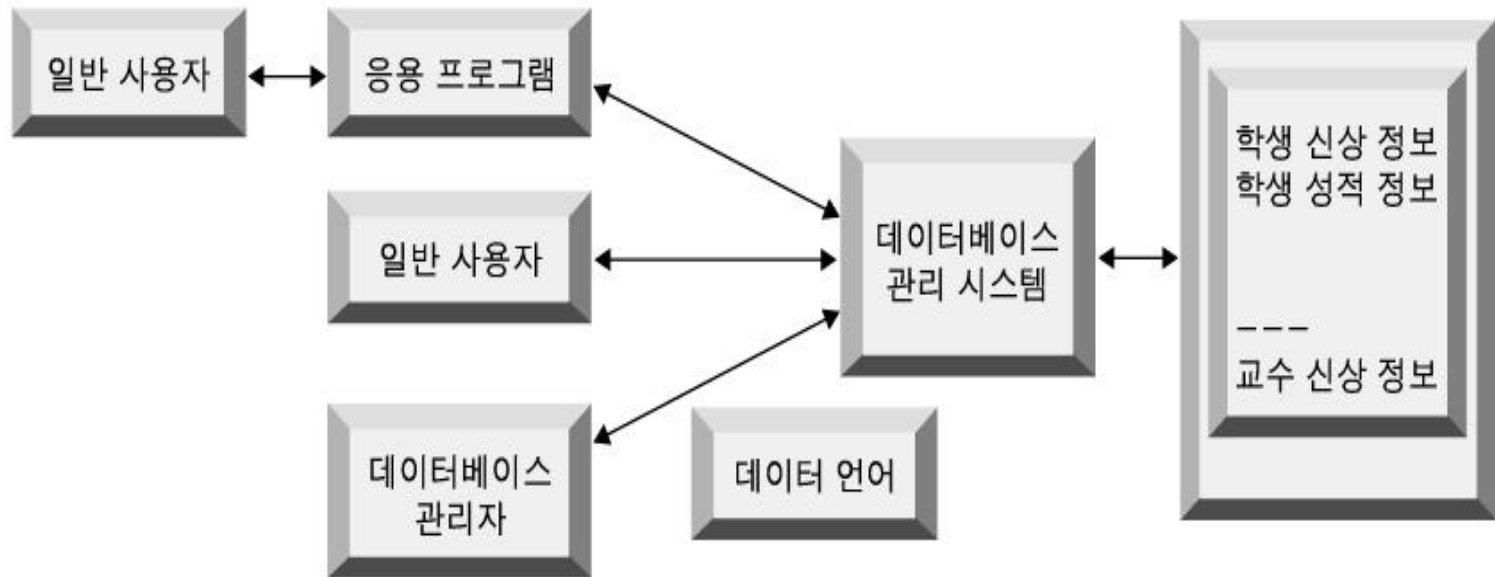 일반 사용자
응용 프로그램
일반 사용자
데이터베이스
관리자
데이터 언어
데이터베이스
관리 시스템
학생 신상 정보
학생 성적 정보
---
교수 신상 정보